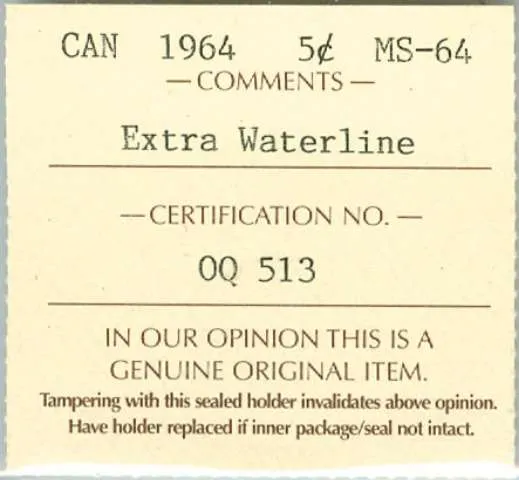 CAN 1964 5¢ MS-64
— COMMENTS —
Extra Waterline
— CERTIFICATION NO. —
OQ 513
IN OUR OPINION THIS IS A
GENUINE ORIGINAL ITEM.
Tampering with this sealed holder invalidates above opinion.
Have holder replaced if inner package/seal not intact.